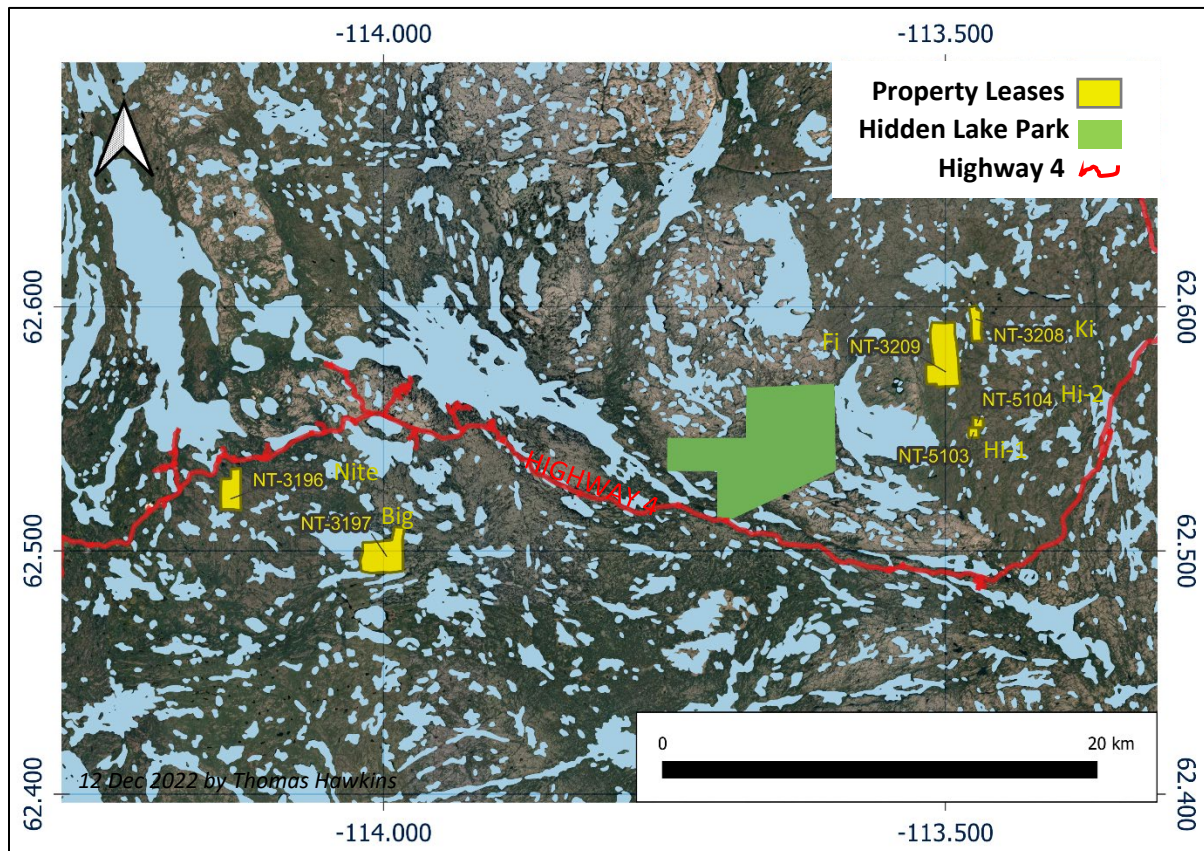 -114.000
-113.500
Property Leases
Hidden Lake Park
Highway 4
62.600
62.600
Fi
NT-3209
NT-3208
Ki
NT-5104
Hi-2
NT-5103
Hi-1
NT-3196
Nite
HIGHWAY 4
NT-3197
Big
62.500
62.500
0
20 km
12 Dec 2022 by Thomas Hawkins
62.400
62.400
-114.000
-113.500